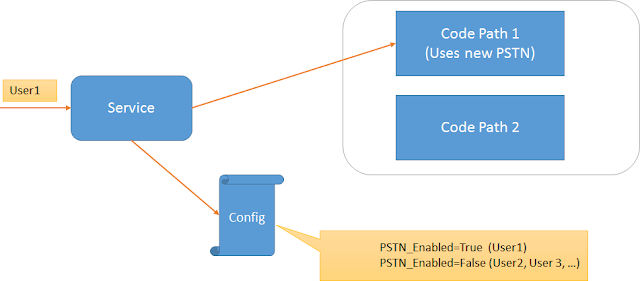 Code Path 1
(Uses new PSTN)
User1
Service
Code Path 2
Config
PSTN_Enabled=True (User1)
PSTN_Enabled=False (User2, User 3, ...)